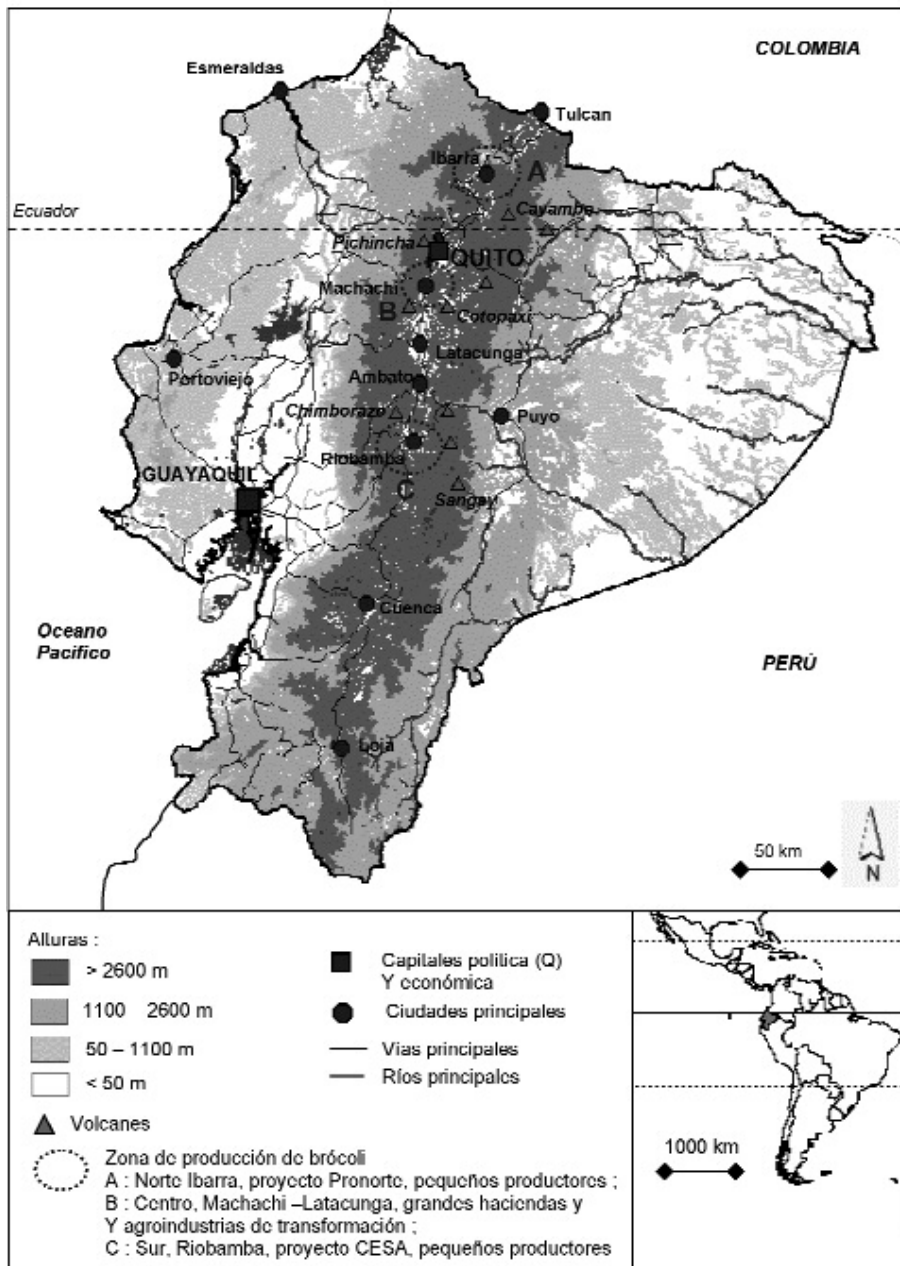 COLOMBIA
Esmeraldas
Tulcan
Ibarra
A
Cayambe
Ecuador
Pichincha
QUITO
Machachi
B
Cotopaxi
Latacunga
Portoviejo
Ambato
Chimborazo
Puyo
Riobamba
GUAYAQUIL
C
Sangay
Cuenca
Oceano
Pacifico
PERÙ
Loja
50 km
N
Alturas :
> 2600 m
1100 2600 m
50 – 1100 m
< 50 m
Volcanes
Capitales política (Q)
Y económica
Ciudades principales
Vias principales
Ríos principales
Zona de producción de brócoli
A : Norte Ibarra, proyecto Pronorte, pequeños productores ;
B : Centro, Machachi –Latacunga, grandes haciendas y
Y agroindustrias de transformación ;
C : Sur, Riobamba, proyecto CESA, pequeños productores
1000 km